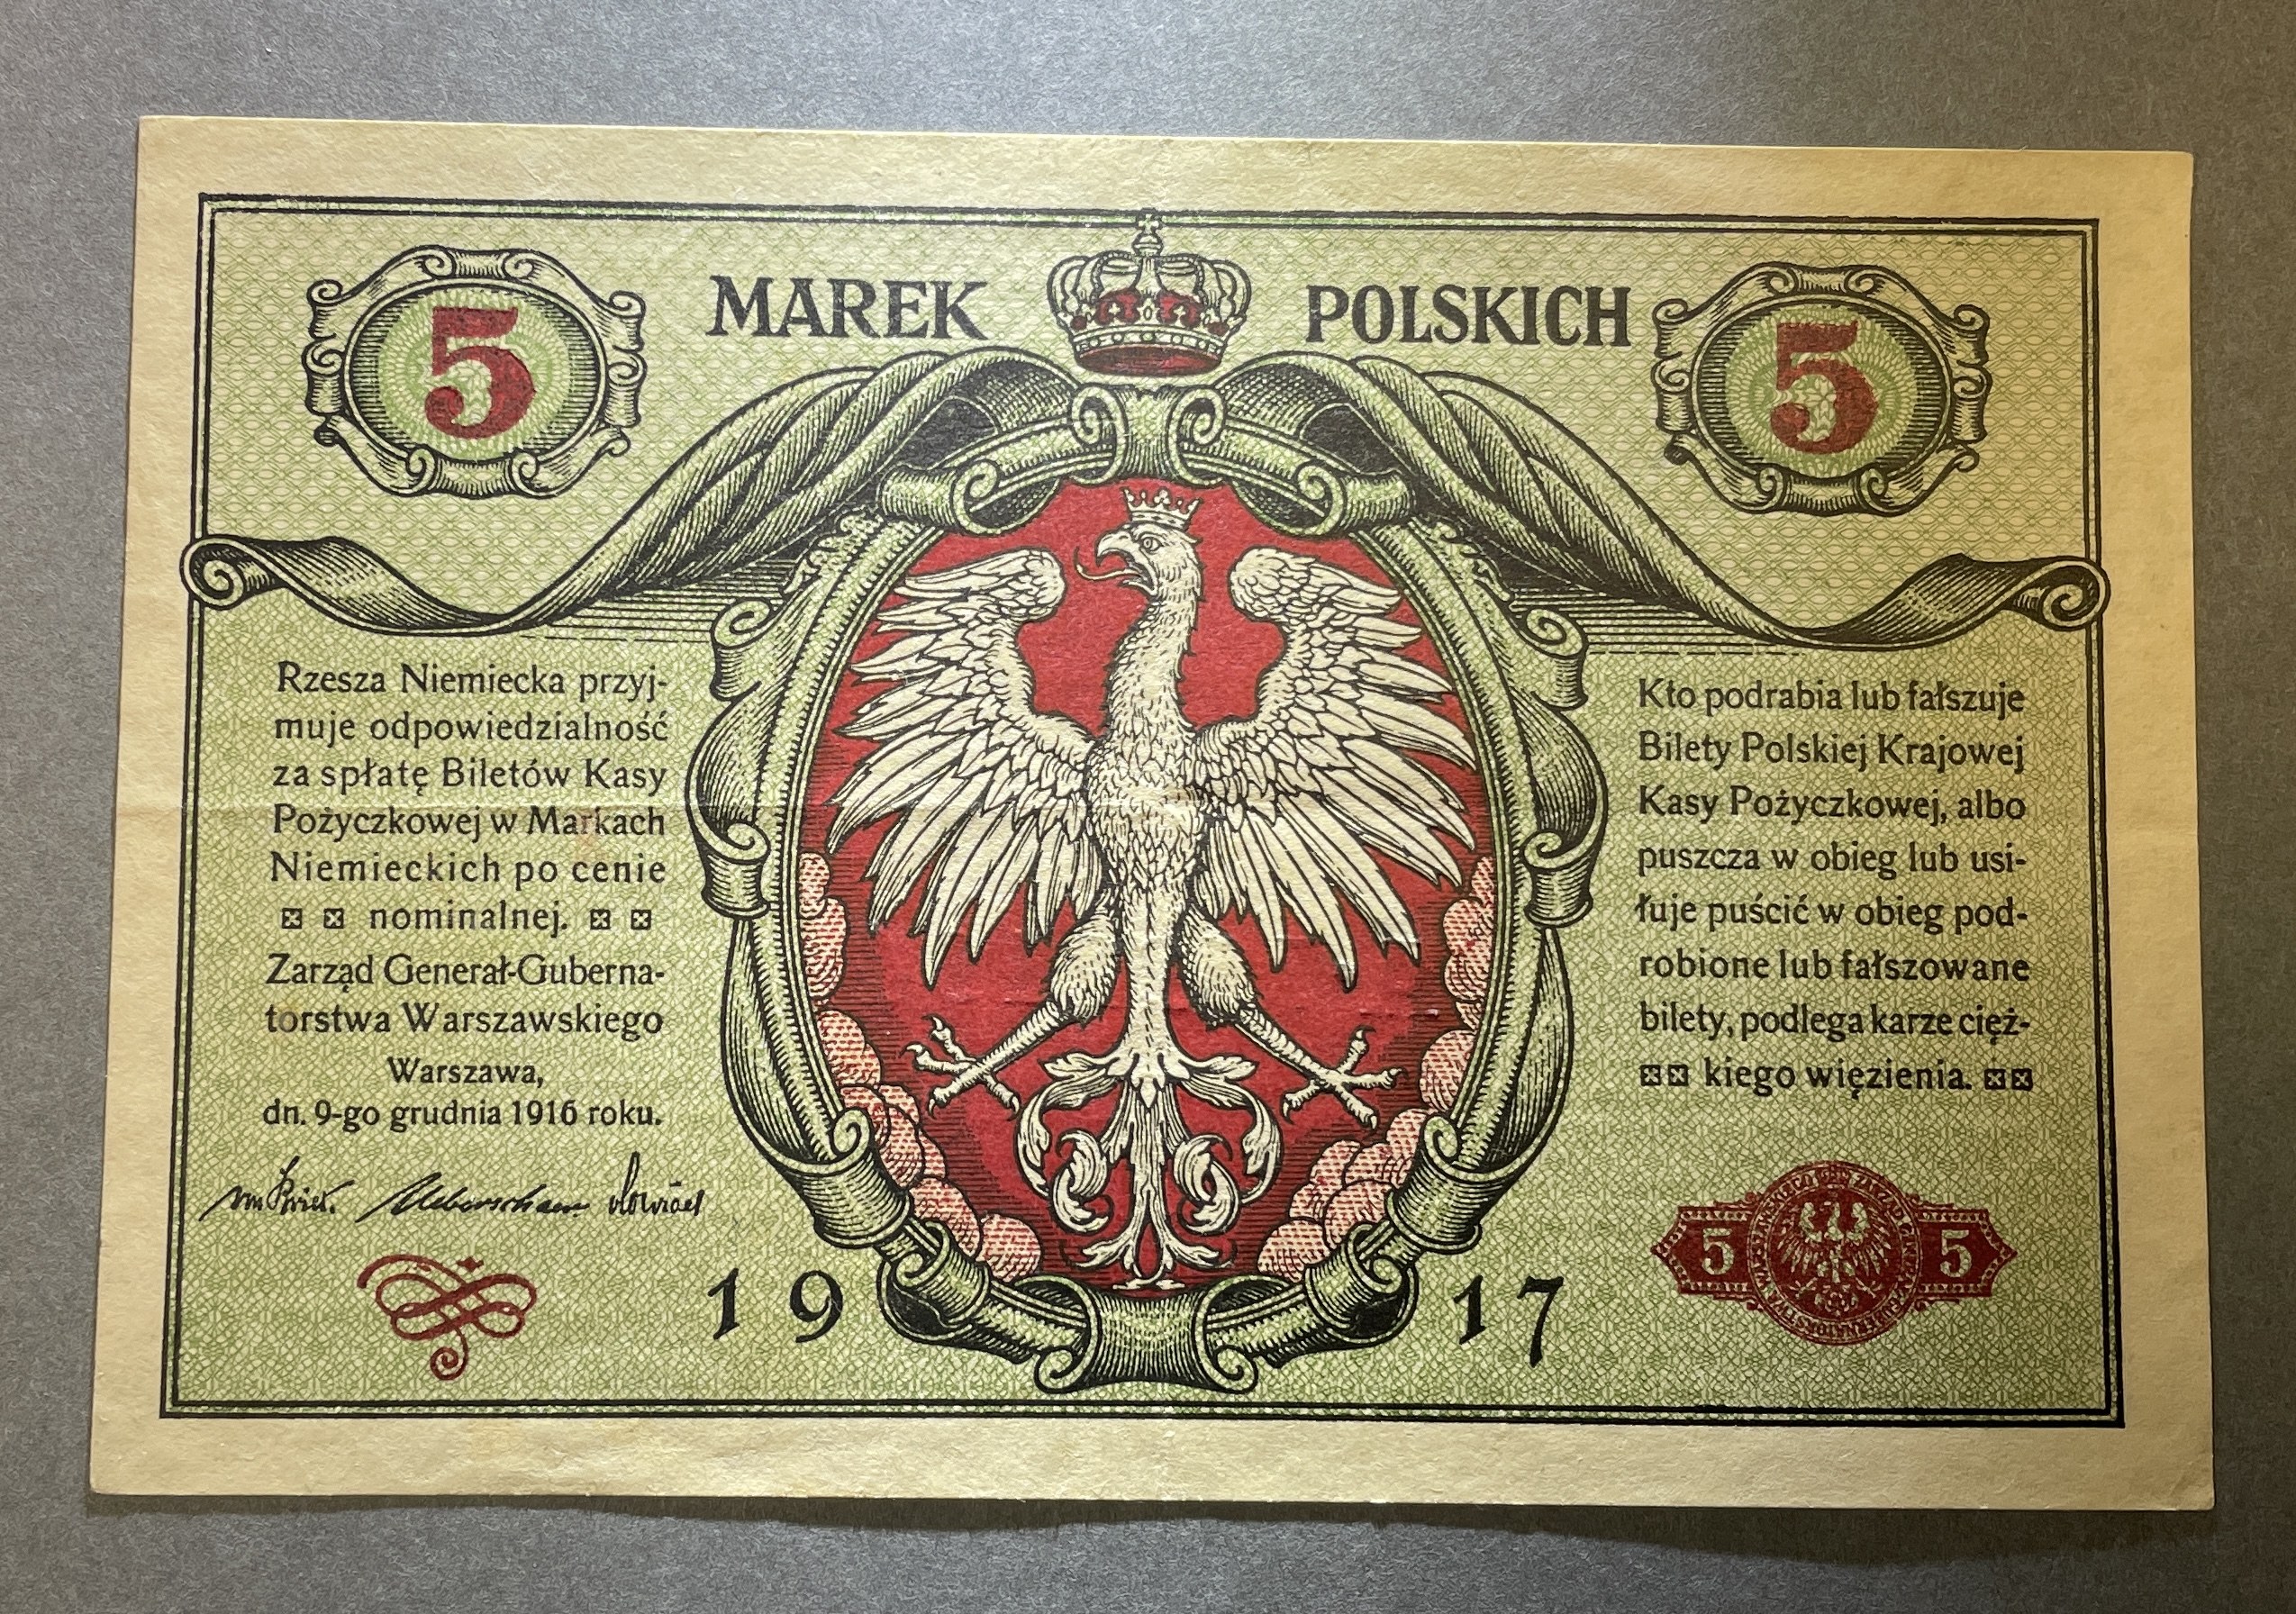 5
MAREK POLSKICH
5
Rzesza Niemiecka przyj-
muje odpowiedzialność
za spłatę Biletów Kasy
Pożyczkowej w Markach
Niemieckich po cenie
nominalnej.
Zarząd Generał-Guberna-
torstwa Warszawskiego
Warszawa,
dn. 9-go grudnia 1916 roku.
Kto podrabia lub fałszuje
Bilety Polskiej Krajowej
Kasy Pożyczkowej, albo
puszcza w obieg lub usi-
łuje puścić w obieg pod-
robione lub fałszowane
bilety, podlega karze cięż-
kiego więzienia.
1917
5 5